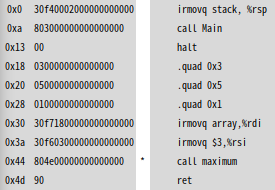 0x0 30f40002000000000000 irmovq stack, %rsp
0xa 803000000000000000 call Main
0x13 00 halt
0x18 0300000000000000 .quad 0x3
0x20 0500000000000000 .quad 0x5
0x28 0100000000000000 .quad 0x1
0x30 30f71800000000000000 irmovq array,%rdi
0x3a 30f60300000000000000 irmovq $3,%rsi
0x44 804e00000000000000 * call maximum
0x4d 90 ret